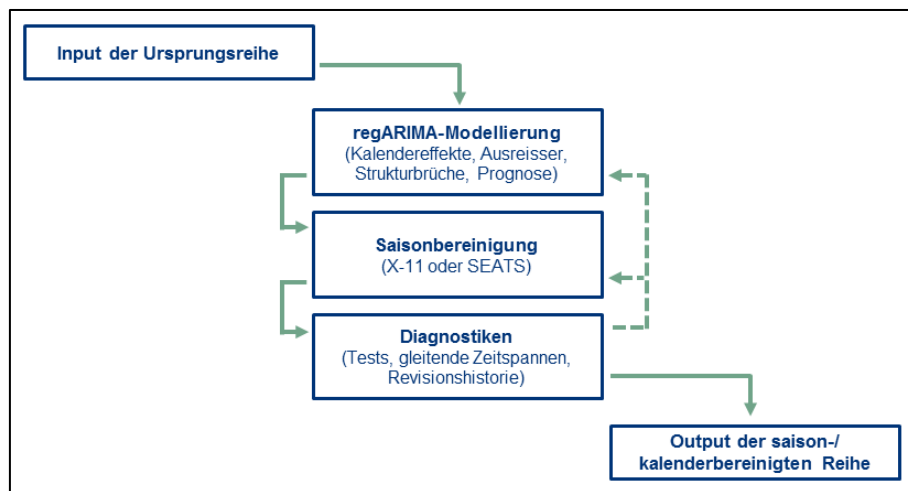 Input der Ursprungsreihe
regARIMA-Modellierung
(Kalendereffekte, Ausreisser,
Strukturbrüche, Prognose)
Saisonbereinigung
(X-11 oder SEATS)
Diagnostiken
(Tests, gleitende Zeitspannen,
Revisionshistorie)
Output der saison-/
kalenderbereinigten Reihe